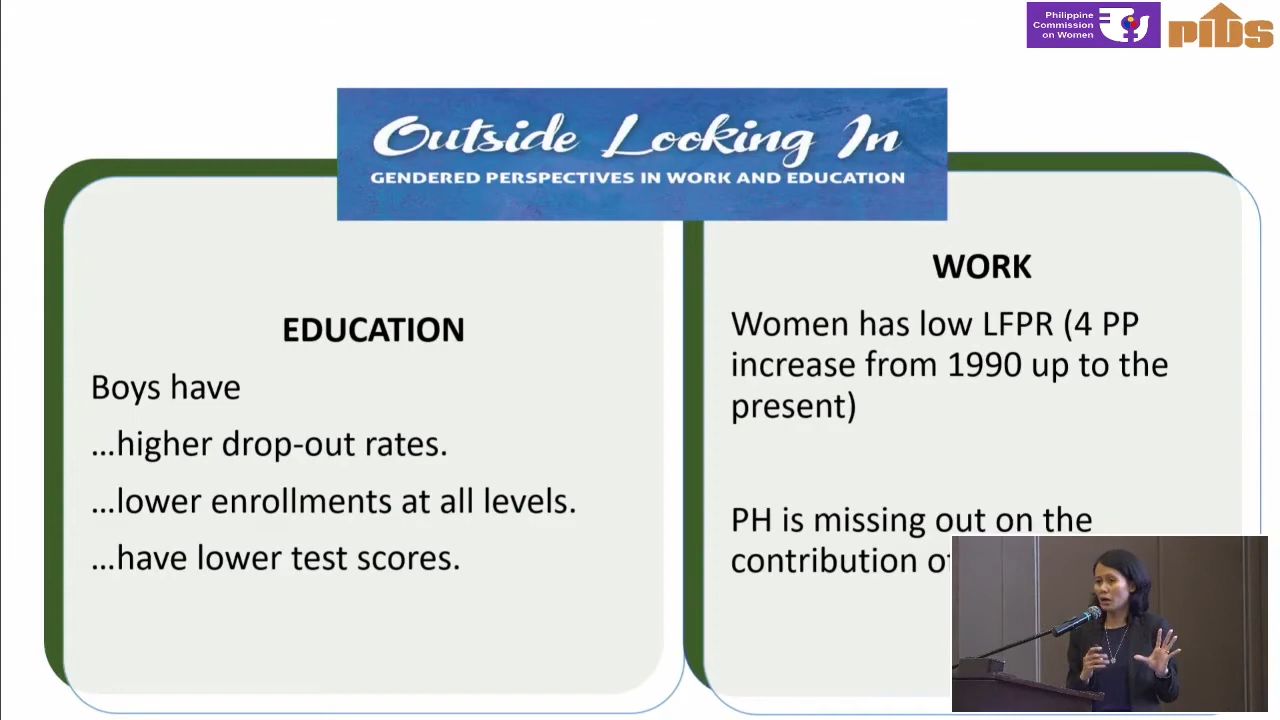 Philippine
Commission
on Women
PIDS
Outside Looking In
GENDERED PERSPECTIVES IN WORK AND EDUCATION
EDUCATION
Boys have
...higher drop-out rates.
...lower enrollments at all levels.
...have lower test scores.
WORK
Women has low LFPR (4 PP
increase from 1990 up to the
present)
PH is missing out on the
contribution